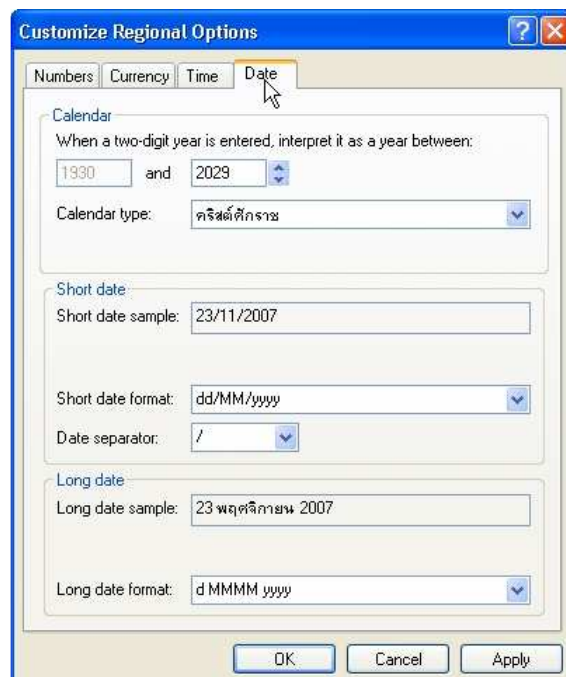 Customize Regional Options
Numbers Currency Time Date
Calendar
When a two-digit year is entered, interpret it as a year between:
1930 and 2029
Calendar type: คริสต์ศักราช
Short date
Short date sample: 23/11/2007
Short date format: dd/MM/yyyy
Date separator: /
Long date
Long date sample: 23 พฤศจิกายน 2007
Long date format: d MMMM yyyy
OK Cancel Apply